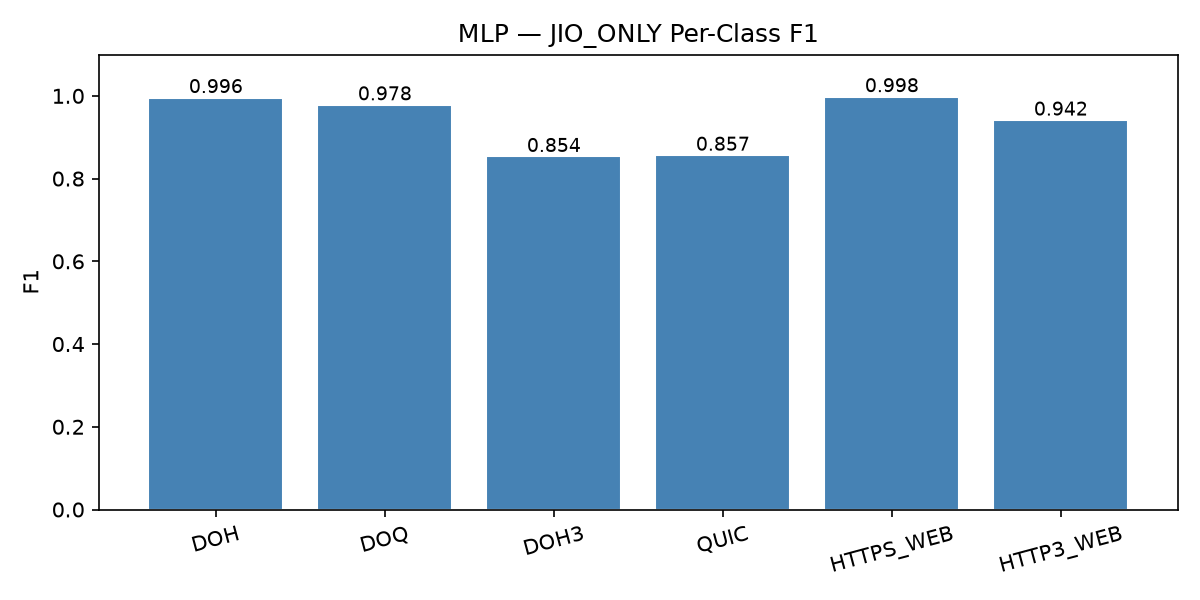 MLP — JIO_ONLY Per-Class F1
F1
1.0
0.8
0.6
0.4
0.2
0.0
0.996
0.978
0.854
0.857
0.998
0.942
DOH
DOQ
DOH3
QUIC
HTTPS_WEB
HTTP3_WEB